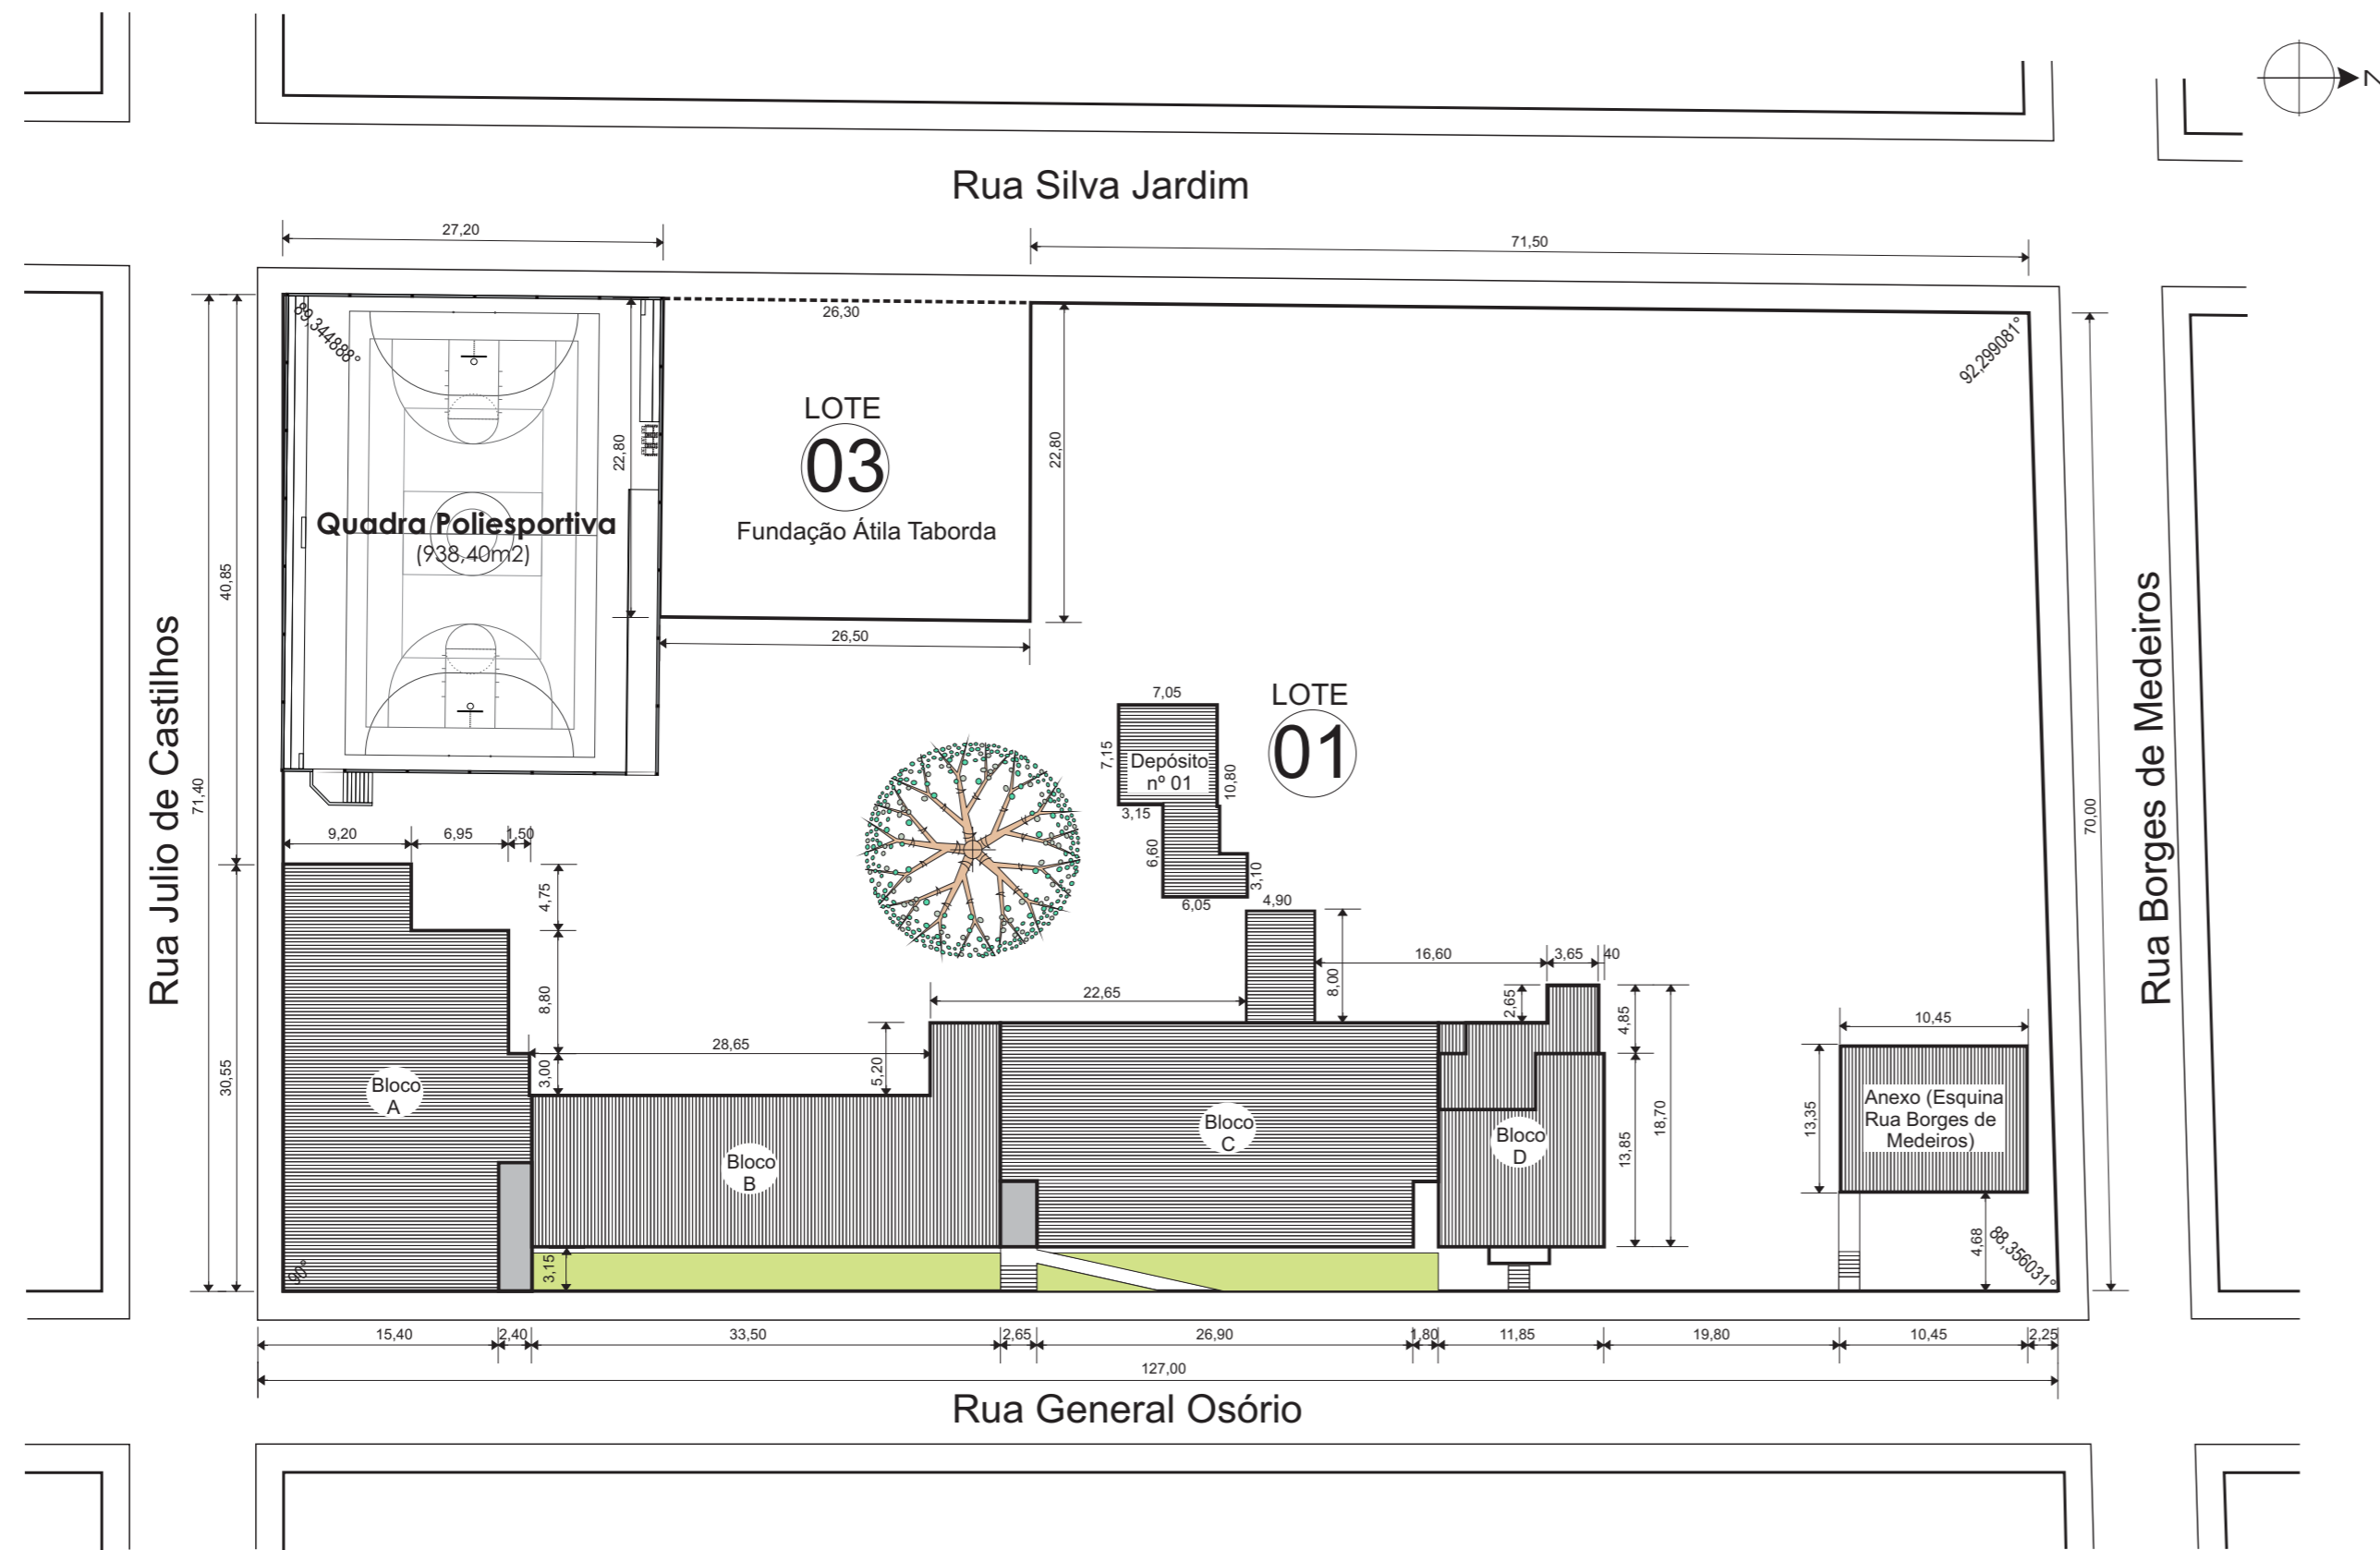 N
Rua Silva Jardim
27,20
71,50
26,30
89,344888°
92,299081°
LOTE
03
Fundação Átila Taborda
22,80
22,80
Quadra Poliesportiva
(938,40m2)
26,50
40,85
71,40
30,55
Rua Julio de Castilhos
Rua Borges de Medeiros
70,00
LOTE
01
7,05
7,15
Depósito
nº 01
10,80
3,15
6,60
3,10
6,05
4,90
9,20
6,95
1,50
4,75
8,80
3,00
28,65
5,20
22,65
8,00
16,60
3,65
40
2,65
4,85
18,70
13,85
10,45
13,35
Anexo (Esquina
Rua Borges de
Medeiros)
4,68
88,356031°
Bloco
A
Bloco
B
Bloco
C
Bloco
D
90°
3,15
15,40
2,40
33,50
2,65
26,90
1,80
11,85
19,80
10,45
2,25
127,00
Rua General Osório